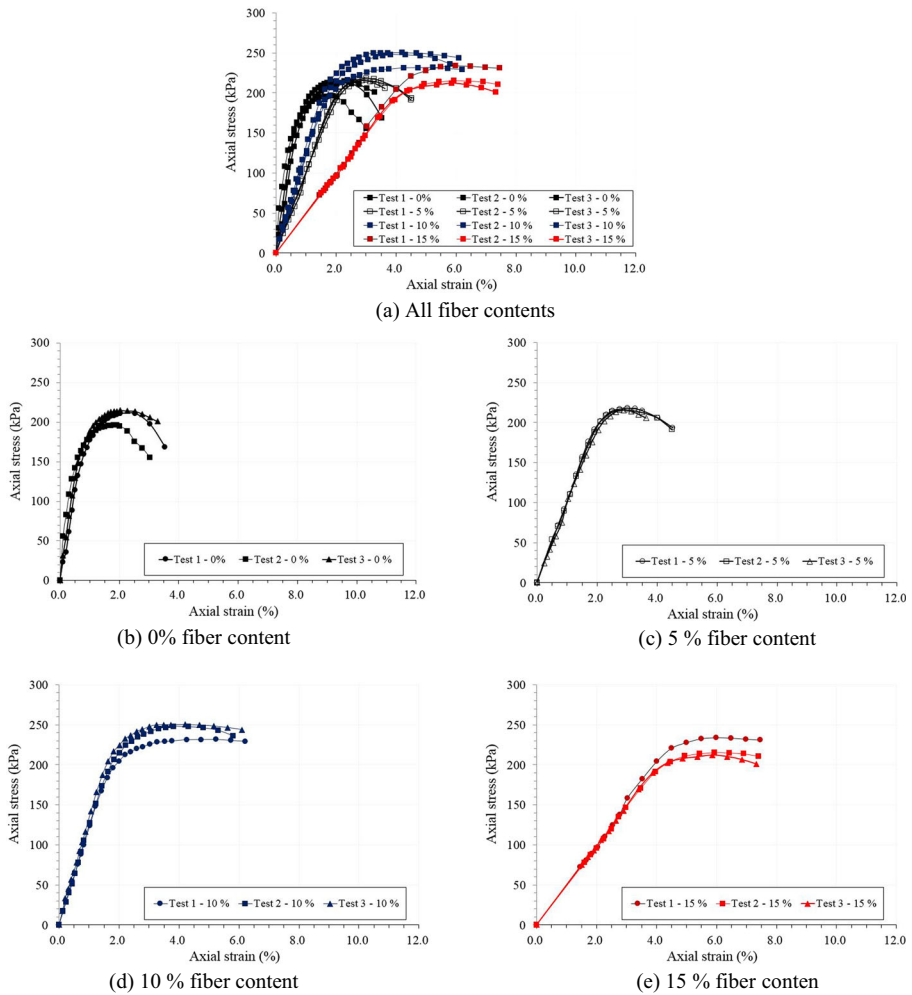 300
250
200
150
100
50
0
Axial stress (kPa)
Test 1 - 0% Test 2 - 0 % Test 3 - 0 %
Test 1 - 5 % Test 2 - 5 % Test 3 - 5 %
Test 1 - 10 % Test 2 - 10 % Test 3 - 10 %
Test 1 - 15 % Test 2 - 15 % Test 3 - 15 %
0.0 2.0 4.0 6.0 8.0 10.0 12.0
Axial strain (%)
(a) All fiber contents
300
250
200
150
100
50
0
Axial stress (kPa)
Test 1 - 0% Test 2 - 0 % Test 3 - 0 %
0.0 2.0 4.0 6.0 8.0 10.0 12.0
Axial strain (%)
(b) 0% fiber content
300
250
200
150
100
50
0
Axial stress (kPa)
Test 1 - 5 % Test 2 - 5 % Test 3 - 5 %
0.0 2.0 4.0 6.0 8.0 10.0 12.0
Axial strain (%)
(c) 5 % fiber content
300
250
200
150
100
50
0
Axial stress (kPa)
Test 1 - 10 % Test 2 - 10 % Test 3 - 10 %
0.0 2.0 4.0 6.0 8.0 10.0 12.0
Axial strain (%)
(d) 10 % fiber content
300
250
200
150
100
50
0
Axial stress (kPa)
Test 1 - 15 % Test 2 - 15 % Test 3 - 15 %
0.0 2.0 4.0 6.0 8.0 10.0 12.0
Axial strain (%)
(e) 15 % fiber conten